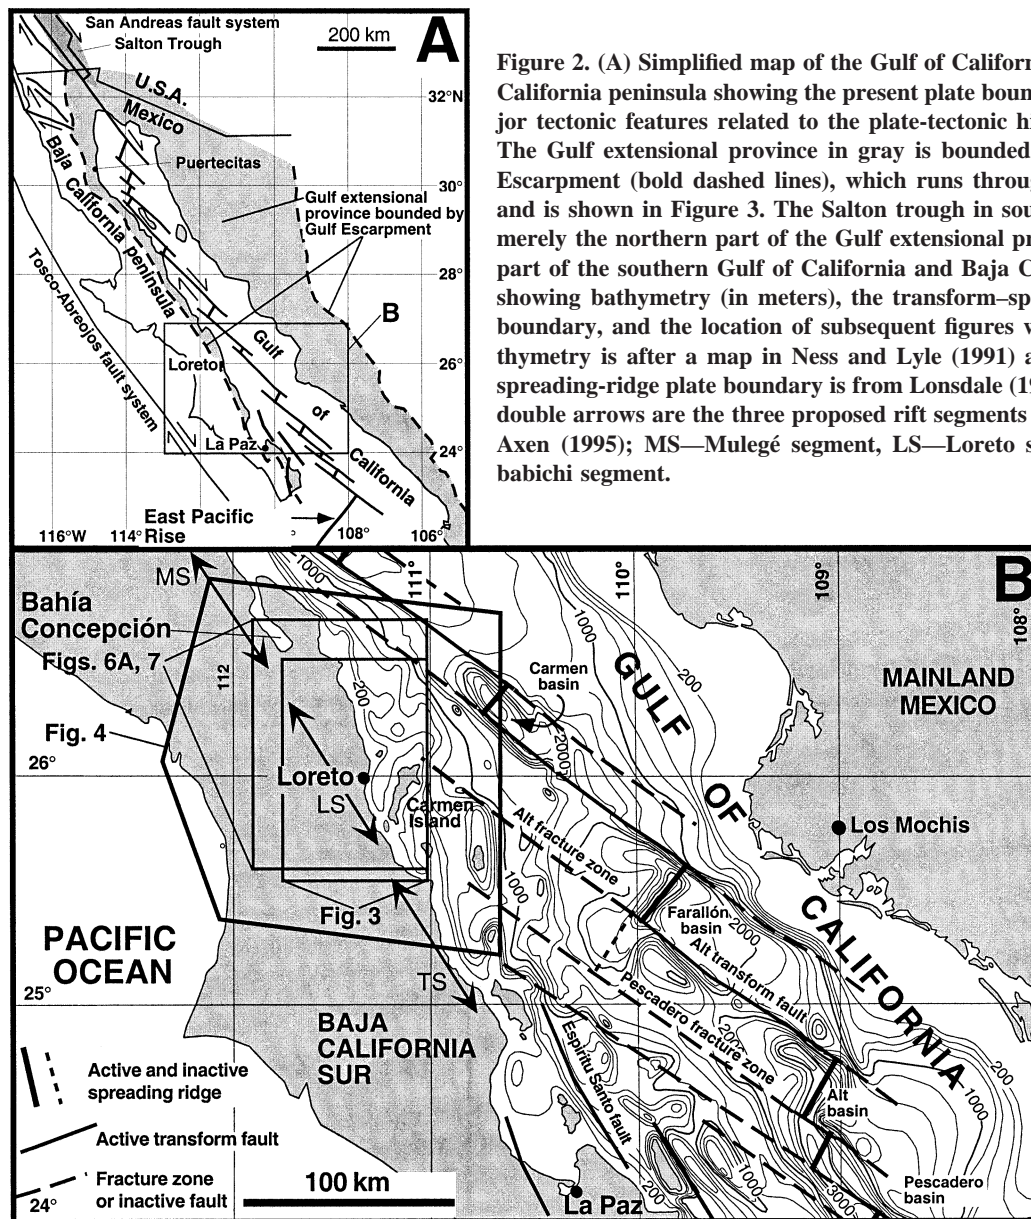 San Andreas fault system
Salton Trough
200 km
A
U.S.A.
Mexico
32°N
Puertecitas
30°
Baja California peninsula
Gulf extensional
province bounded by
Gulf Escarpment
28°
Tosco-Abreojos fault system
B
Gulf
of
California
Loreto
26°
La Paz
24°
East Pacific
Rise
116°W
114°
108°
106°
Figure 2. (A) Simplified map of the Gulf of Californ
California peninsula showing the present plate boun
jor tectonic features related to the plate-tectonic h
The Gulf extensional province in gray is bounded
Escarpment (bold dashed lines), which runs throu
and is shown in Figure 3. The Salton trough in sou
merely the northern part of the Gulf extensional pr
part of the southern Gulf of California and Baja C
showing bathymetry (in meters), the transform–sp
boundary, and the location of subsequent figures
thymetry is after a map in Ness and Lyle (1991) a
spreading-ridge plate boundary is from Lonsdale (19
double arrows are the three proposed rift segments
Axen (1995); MS—Mulegé segment, LS—Loreto s
babichi segment.
B
MS
1000
111°
110°
109°
108°
Bahía
Concepción
Figs. 6A, 7
112
200
1000
200
Carmen
basin
GULF
OF
CALIFORNIA
MAINLAND
MEXICO
Fig. 4
2000
26°
Loreto
LS
Carmen
Island
Alt fracture zone
Los Mochis
1000
Fig. 3
Farallón
basin
2000
PACIFIC
OCEAN
TS
Alt transform fault
Pescadero fracture zone
25°
BAJA
CALIFORNIA
SUR
Espiritu Santo fault
200
1000
Active and inactive
spreading ridge
Alt
basin
Active transform fault
Fracture zone
or inactive fault
100 km
24°
La Paz
200
1000
3000
Pescadero
basin